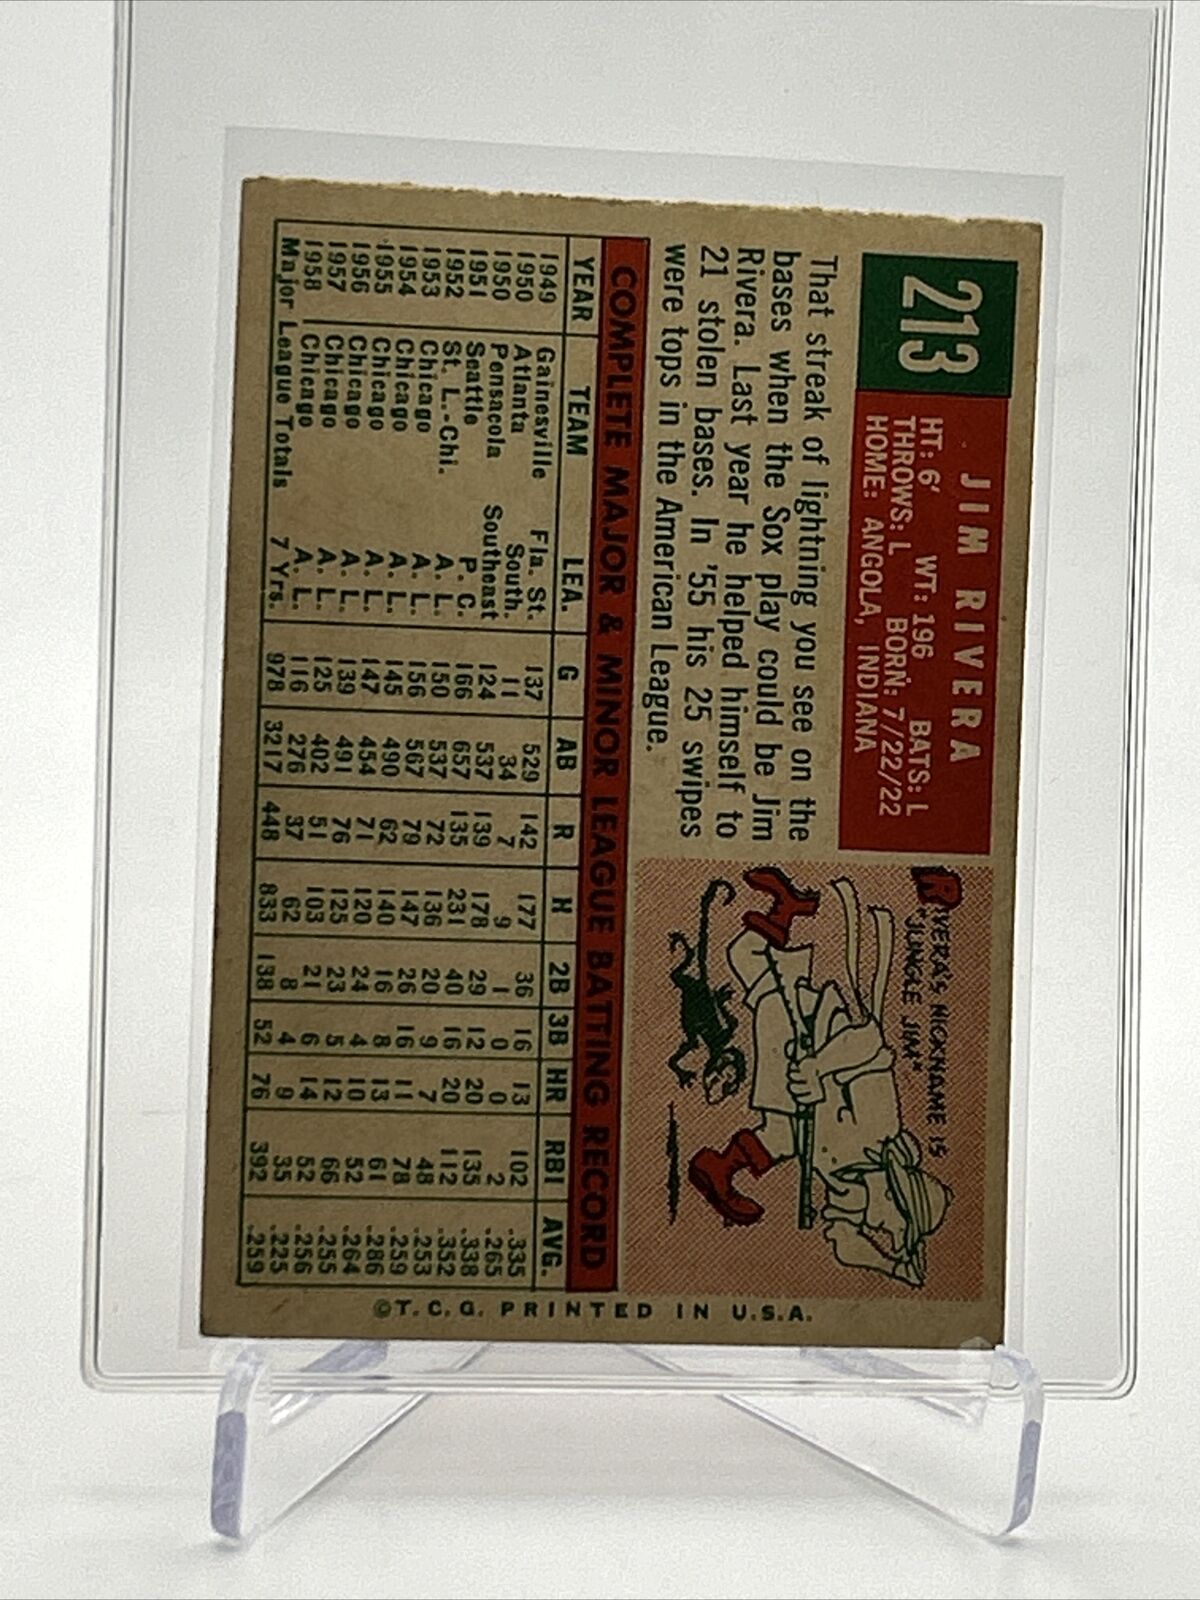 213
JIM RIVERA
HT: 6' WT: 196 BATS: L
THROWS: L BORN: 7/22/22
HOME: ANGOLA, INDIANA
That streak of lightning you see on the
bases when the Sox play could be Jim
Rivera. Last year he helped himself to
21 stolen bases. In '55 his 25 swipes
were tops in the American League.
RIVERA'S NICKNAME IS
"JUNGLE JIM"
COMPLETE MAJOR & MINOR LEAGUE BATTING RECORD
YEAR TEAM LEA. G AB R H 2B 3B HR RBI AVG.
1949 Gainesville Fla. St. 137 529 142 177 36 16 13 102 .335
1950 Atlanta South. 11 34 7 9 1 0 0 2 .265
1950 Pensacola Southeast 124 537 139 178 29 12 20 135 .338
1951 Seattle P. C. 166 657 135 231 40 16 20 112 .352
1952 St. L.-Chi. A. L. 150 537 72 136 20 9 7 48 .253
1953 Chicago A. L. 156 567 79 147 26 16 11 78 .259
1954 Chicago A. L. 145 490 62 140 16 8 13 61 .286
1955 Chicago A. L. 147 454 71 120 24 4 10 52 .264
1956 Chicago A. L. 139 491 76 125 23 5 12 66 .255
1957 Chicago A. L. 125 402 51 103 21 6 14 52 .256
1958 Chicago A. L. 116 276 37 62 8 4 9 35 .225
Major League Totals 7 Yrs. 978 3217 448 833 138 52 76 392 .259
©T. C. G. PRINTED IN U.S.A.